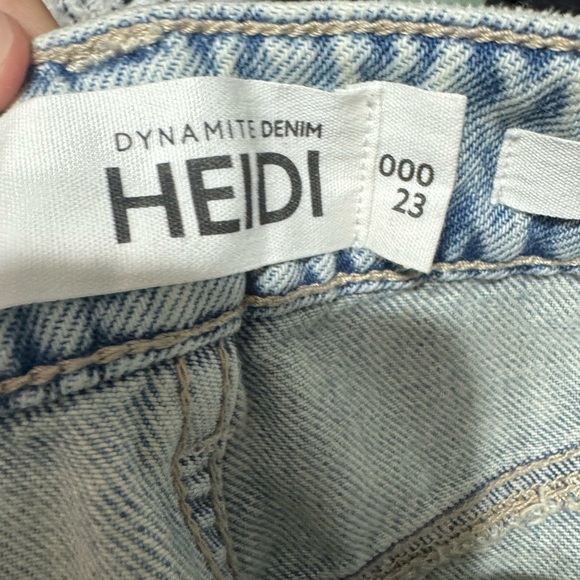 DYNAMITE DENIM
HEIDI
000
23